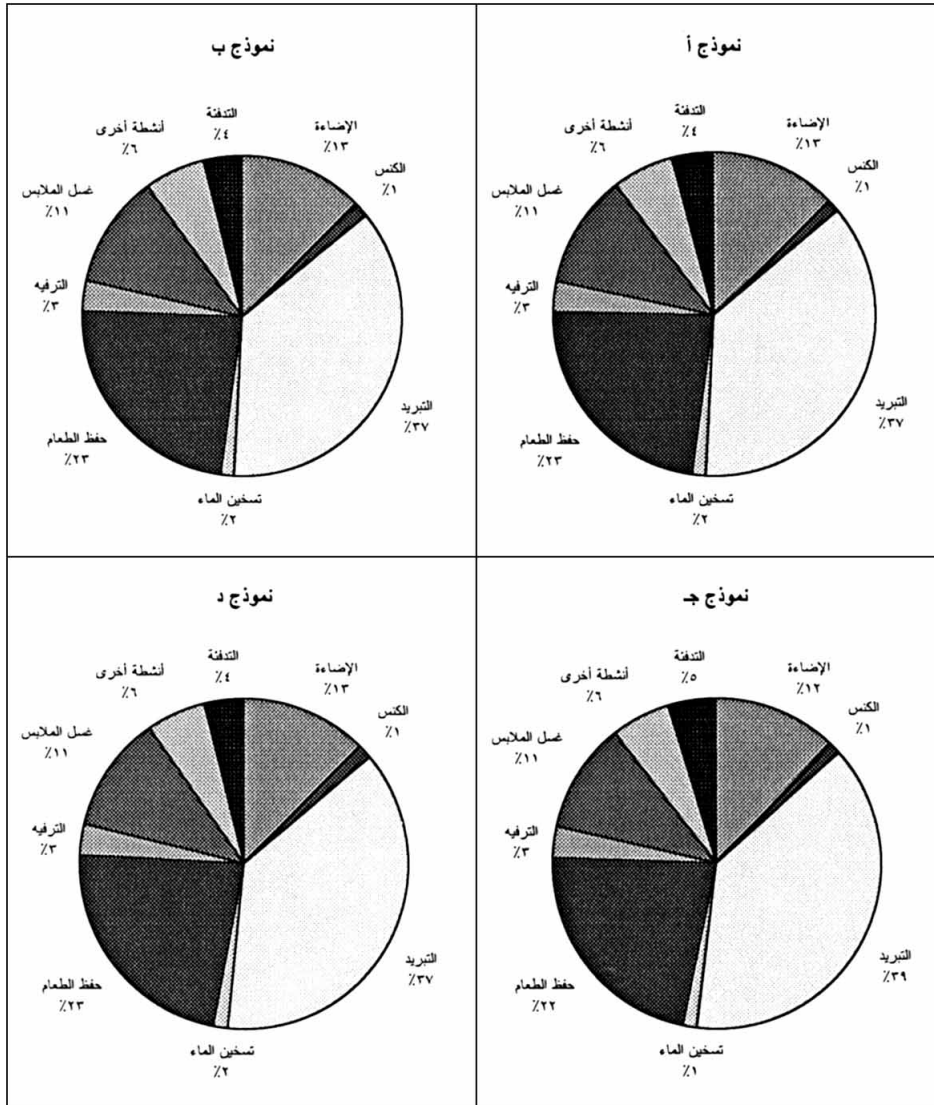 نموذج أ
الإضاءة
٪١٣
الكنس
٪١
التبريد
٪٣٧
تسخين الماء
٪٢
حفظ الطعام
٪٢٣
الترفيه
٪٣
غسل الملابس
٪١١
أنشطة أخرى
٪٦
التدفئة
٪٤
نموذج ب
الإضاءة
٪١٣
الكنس
٪١
التبريد
٪٣٧
تسخين الماء
٪٢
حفظ الطعام
٪٢٣
الترفيه
٪٣
غسل الملابس
٪١١
أنشطة أخرى
٪٦
التدفئة
٪٤
نموذج جـ
الإضاءة
٪١٢
الكنس
٪١
التبريد
٪٣٩
تسخين الماء
٪١
حفظ الطعام
٪٢٢
الترفيه
٪٣
غسل الملابس
٪١١
أنشطة أخرى
٪٦
التدفئة
٪٥
نموذج د
الإضاءة
٪١٣
الكنس
٪١
التبريد
٪٣٧
تسخين الماء
٪٢
حفظ الطعام
٪٢٣
الترفيه
٪٣
غسل الملابس
٪١١
أنشطة أخرى
٪٦
التدفئة
٪٤